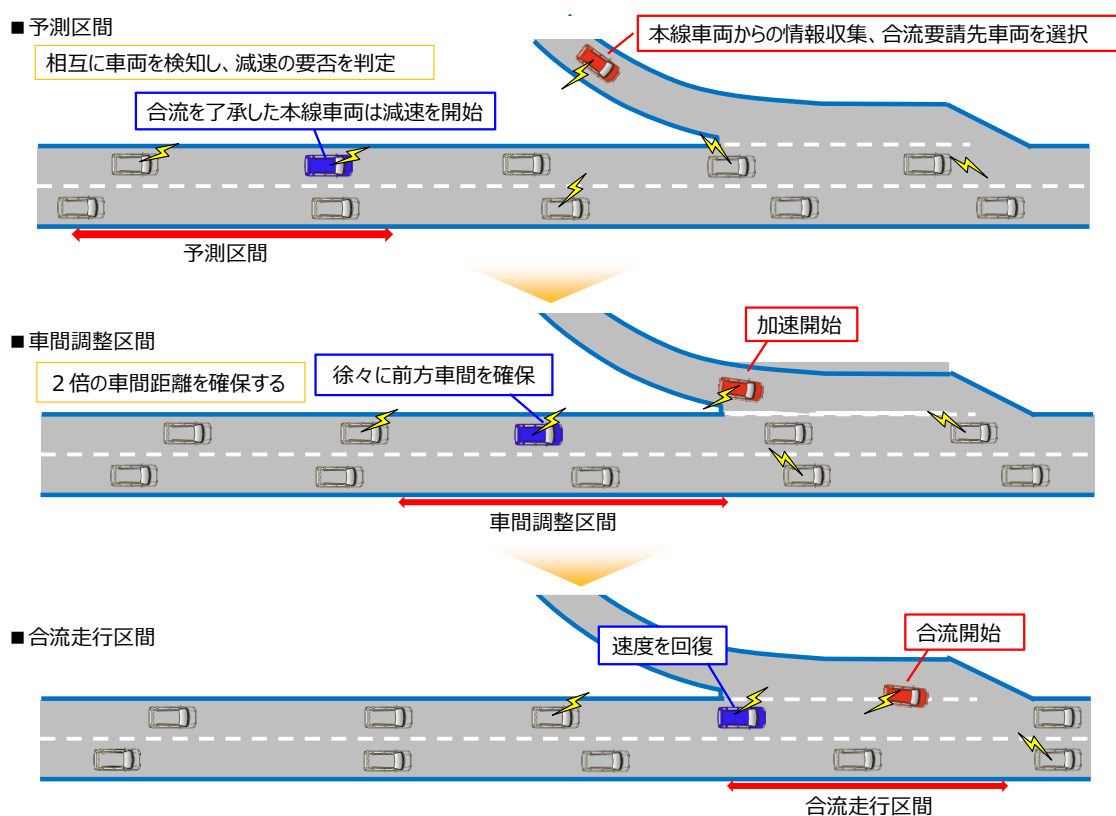 ■予測区間
本線車両からの情報収集、合流要請先車両を選択
相互に車両を検知し、減速の要否を判定
合流を了承した本線車両は減速を開始
予測区間
■車間調整区間
加速開始
２倍の車間距離を確保する
徐々に前方車間を確保
車間調整区間
■合流走行区間
速度を回復
合流開始
合流走行区間